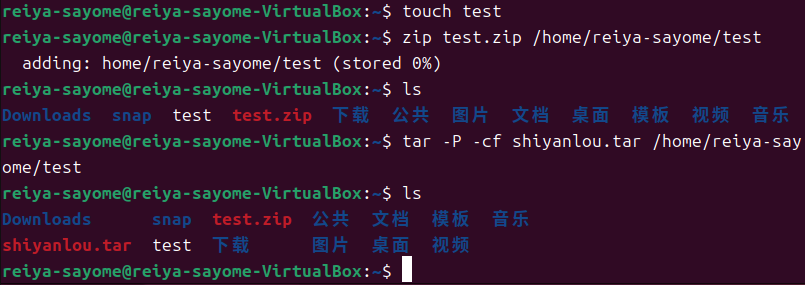 reiya-sayome@reiya-sayome-VirtualBox:~$ touch test
reiya-sayome@reiya-sayome-VirtualBox:~$ zip test.zip /home/reiya-sayome/test
  adding: home/reiya-sayome/test (stored 0%)
reiya-sayome@reiya-sayome-VirtualBox:~$ ls
Downloads  snap  test  test.zip  下载  公共  图片  文档  桌面  模板  视频  音乐
reiya-sayome@reiya-sayome-VirtualBox:~$ tar -P -cf shiyanlou.tar /home/reiya-say
ome/test
reiya-sayome@reiya-sayome-VirtualBox:~$ ls
Downloads      snap  test.zip  公共  文档  模板  音乐
shiyanlou.tar  test  下载      图片  桌面  视频
reiya-sayome@reiya-sayome-VirtualBox:~$